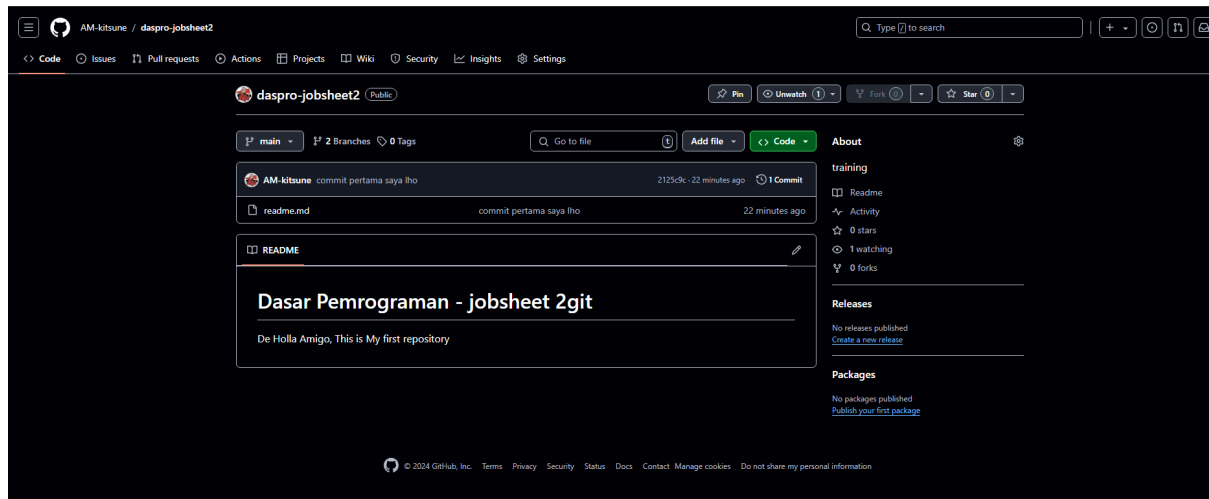 AM-kitsune / daspro-jobsheet2
Type / to search
Code Issues Pull requests Actions Projects Wiki Security Insights Settings
daspro-jobsheet2 Public
Pin Unwatch 1 Fork 0 Star 0
main 2 Branches 0 Tags
Go to file t Add file Code
AM-kitsune commit pertama saya lho 2125c9c · 22 minutes ago 1 Commit
readme.md commit pertama saya lho 22 minutes ago
README
Dasar Pemrograman - jobsheet 2git
De Holla Amigo, This is My first repository
About
training
Readme
Activity
0 stars
1 watching
0 forks
Releases
No releases published
Create a new release
Packages
No packages published
Publish your first package
© 2024 GitHub, Inc. Terms Privacy Security Status Docs Contact Manage cookies Do not share my personal information